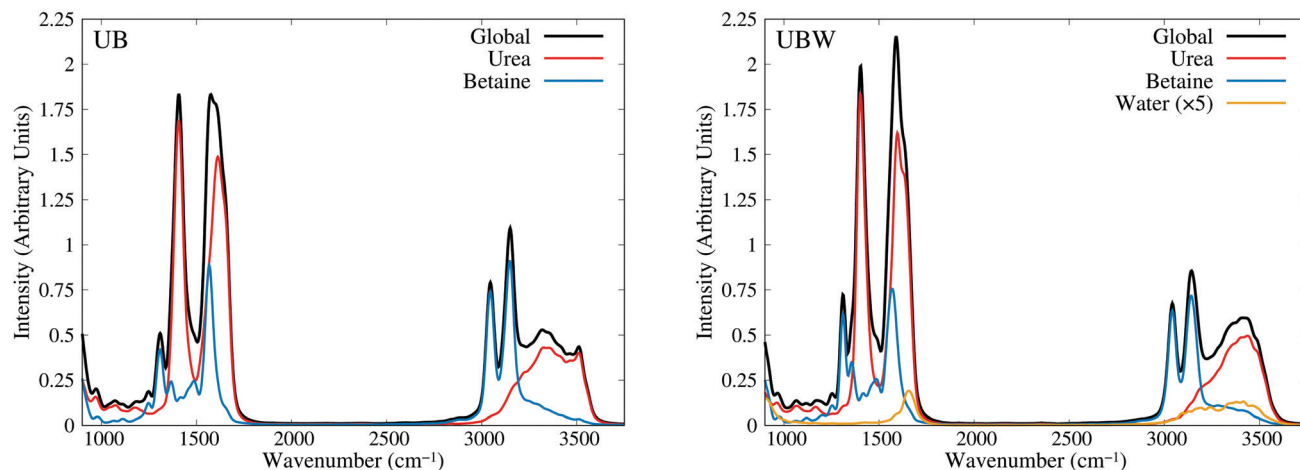 UB
Global
Urea
Betaine
2.25
2
1.75
1.5
1.25
1
0.75
0.5
0.25
0
Intensity (Arbitrary Units)
1000 1500 2000 2500 3000 3500
Wavenumber (cm⁻¹)
UBW
Global
Urea
Betaine
Water (×5)
2.25
2
1.75
1.5
1.25
1
0.75
0.5
0.25
0
Intensity (Arbitrary Units)
1000 1500 2000 2500 3000 3500
Wavenumber (cm⁻¹)